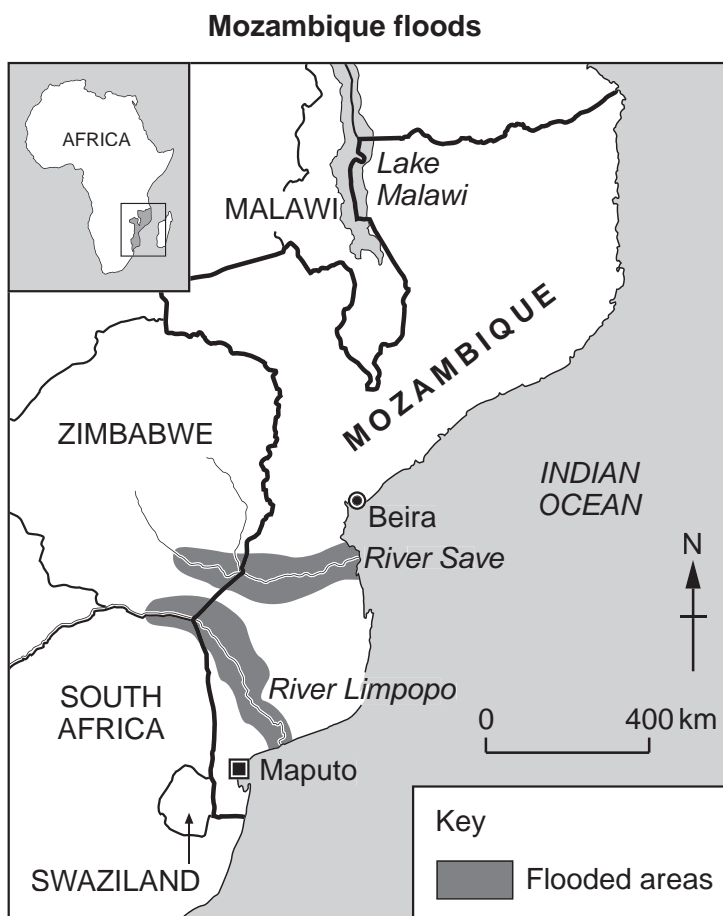 Mozambique floods
AFRICA
Lake
Malawi
MALAWI
MOZAMBIQUE
ZIMBABWE
INDIAN
OCEAN
Beira
River Save
N
River Limpopo
SOUTH
AFRICA
0 400 km
Maputo
Key
SWAZILAND
Flooded areas